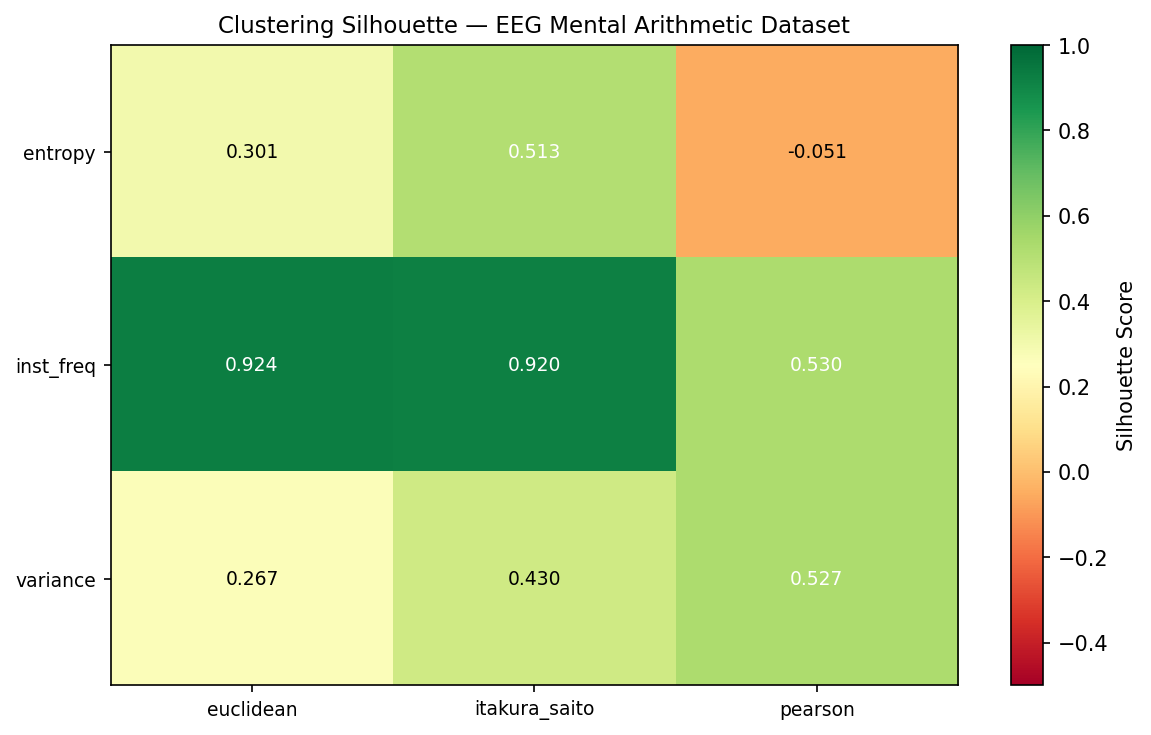 Clustering Silhouette — EEG Mental Arithmetic Dataset
entropy
0.301
0.513
-0.051
inst_freq
0.924
0.920
0.530
variance
0.267
0.430
0.527
euclidean
itakura_saito
pearson
1.0
0.8
0.6
0.4
0.2
0.0
−0.2
−0.4
Silhouette Score